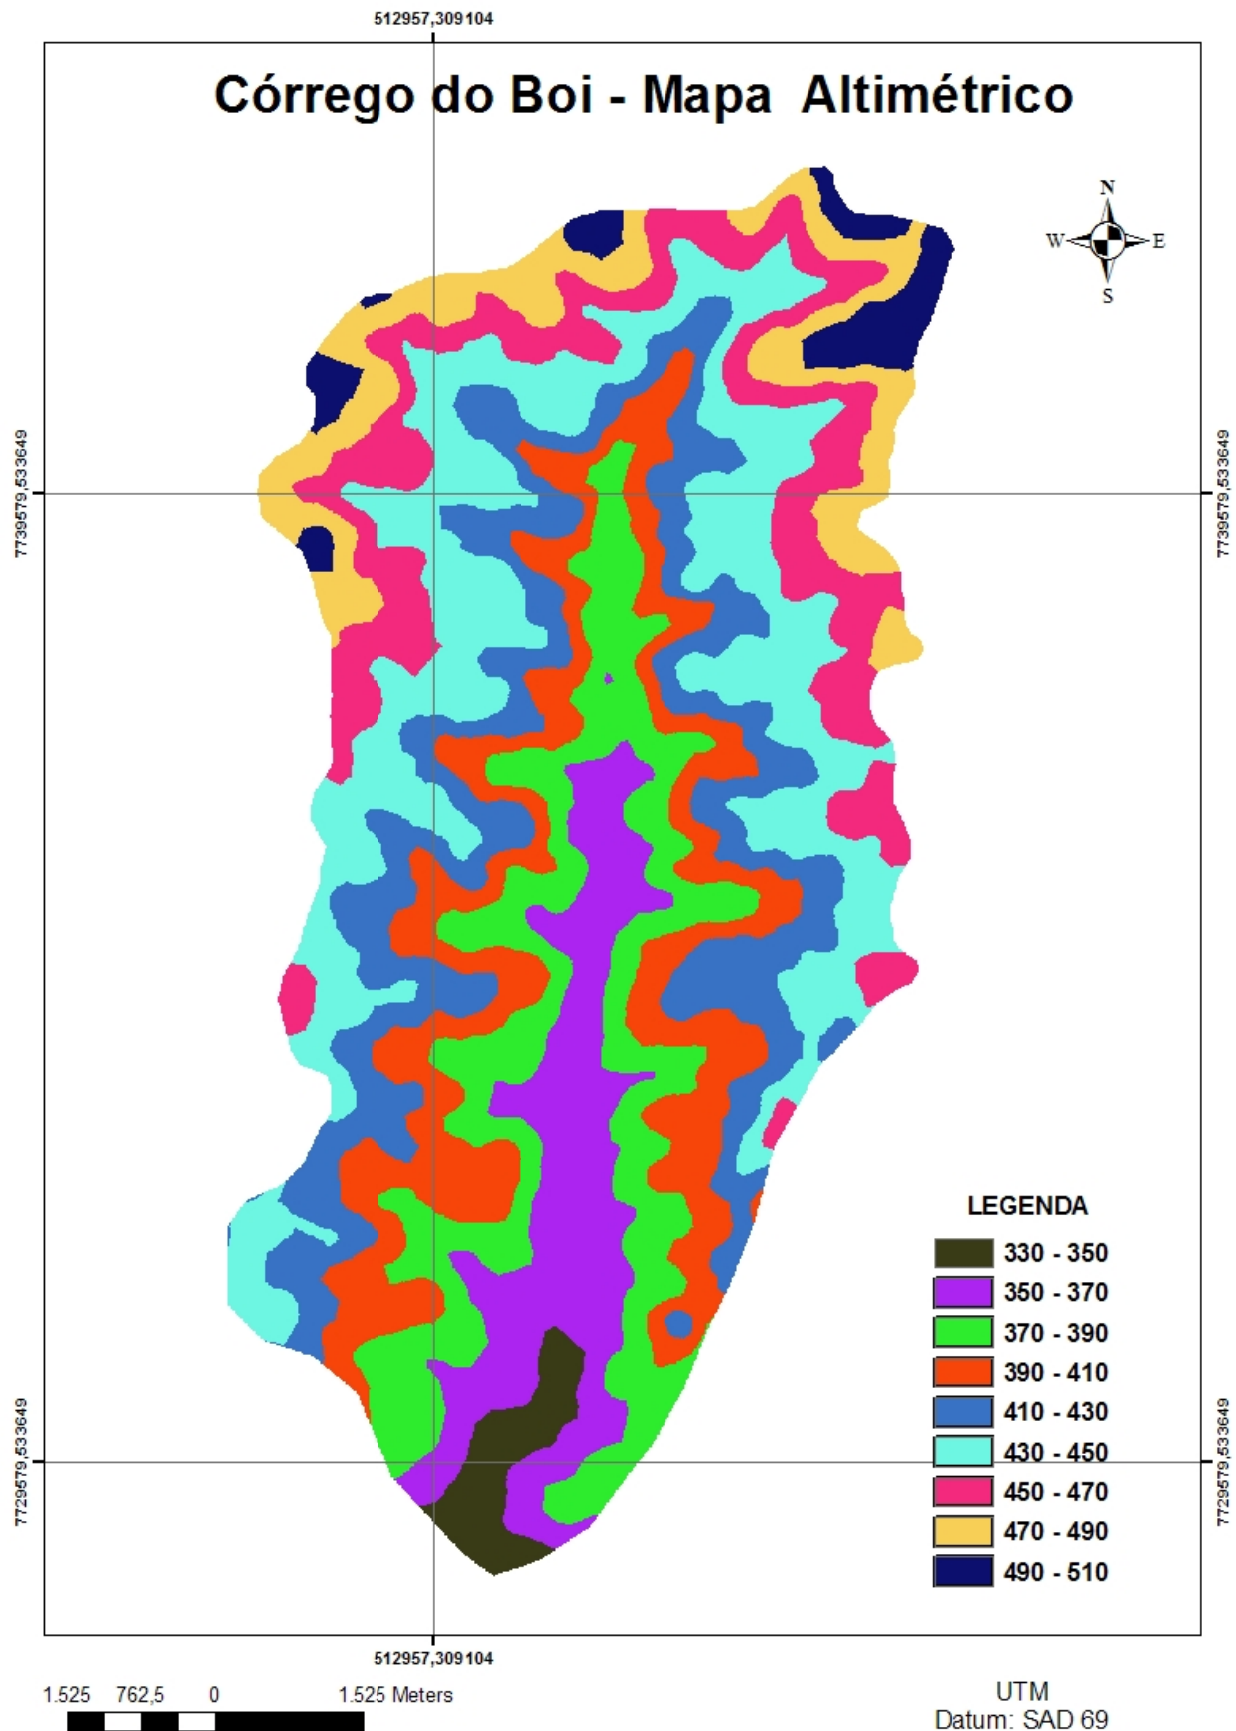 512957,309104
Córrego do Boi - Mapa Altimétrico
N
W E
S
7739579,533649
7739579,533649
LEGENDA
330 - 350
350 - 370
370 - 390
390 - 410
410 - 430
430 - 450
450 - 470
470 - 490
490 - 510
7729579,533649
7729579,533649
512957,309104
1.525 762,5 0 1.525 Meters
UTM
Datum: SAD 69